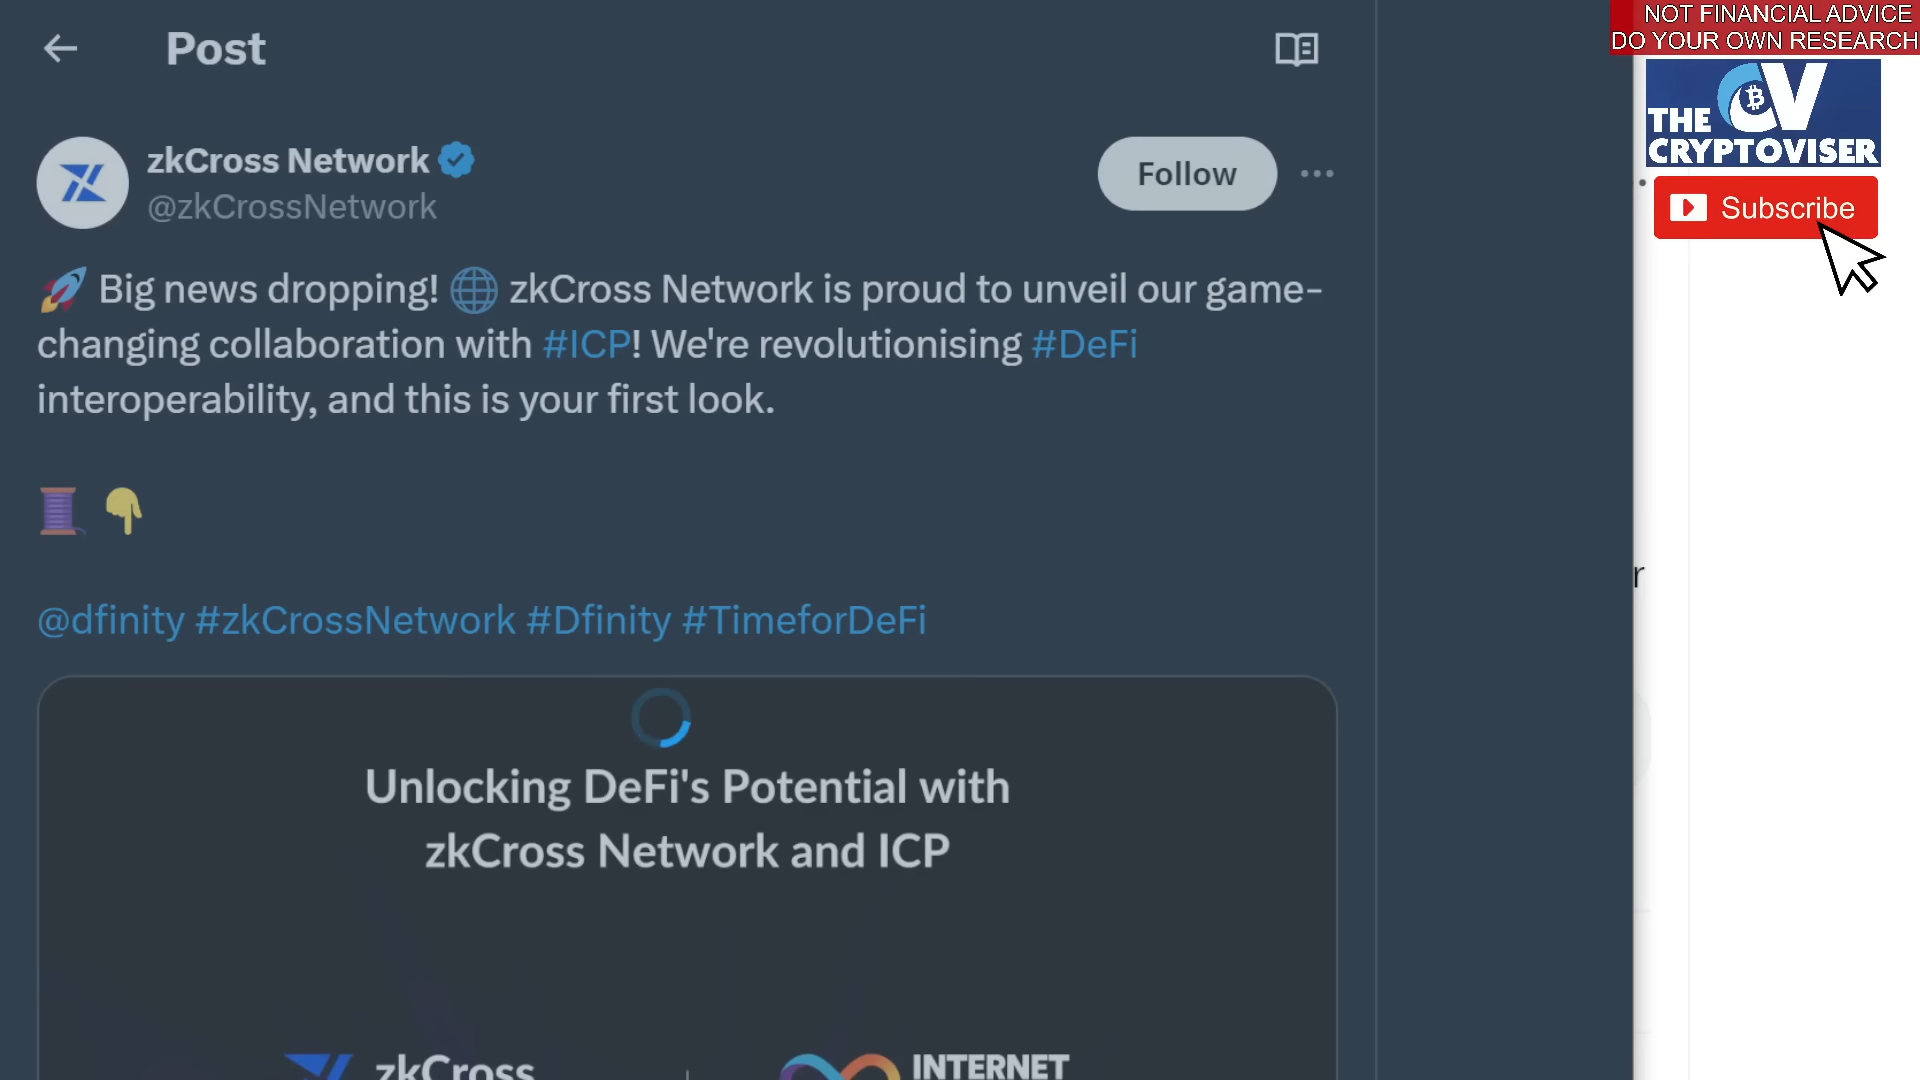 Post
zkCross Network
@zkCrossNetwork
Follow
🚀 Big news dropping! 🌐 zkCross Network is proud to unveil our game-
changing collaboration with #ICP! We're revolutionising #DeFi
interoperability, and this is your first look.
🧵 👇
@dfinity #zkCrossNetwork #Dfinity #TimeforDeFi
Unlocking DeFi's Potential with
zkCross Network and ICP
zkCross
INTERNET
NOT FINANCIAL ADVICE
DO YOUR OWN RESEARCH
CV
THE
CRYPTOVISER
Subscribe
r